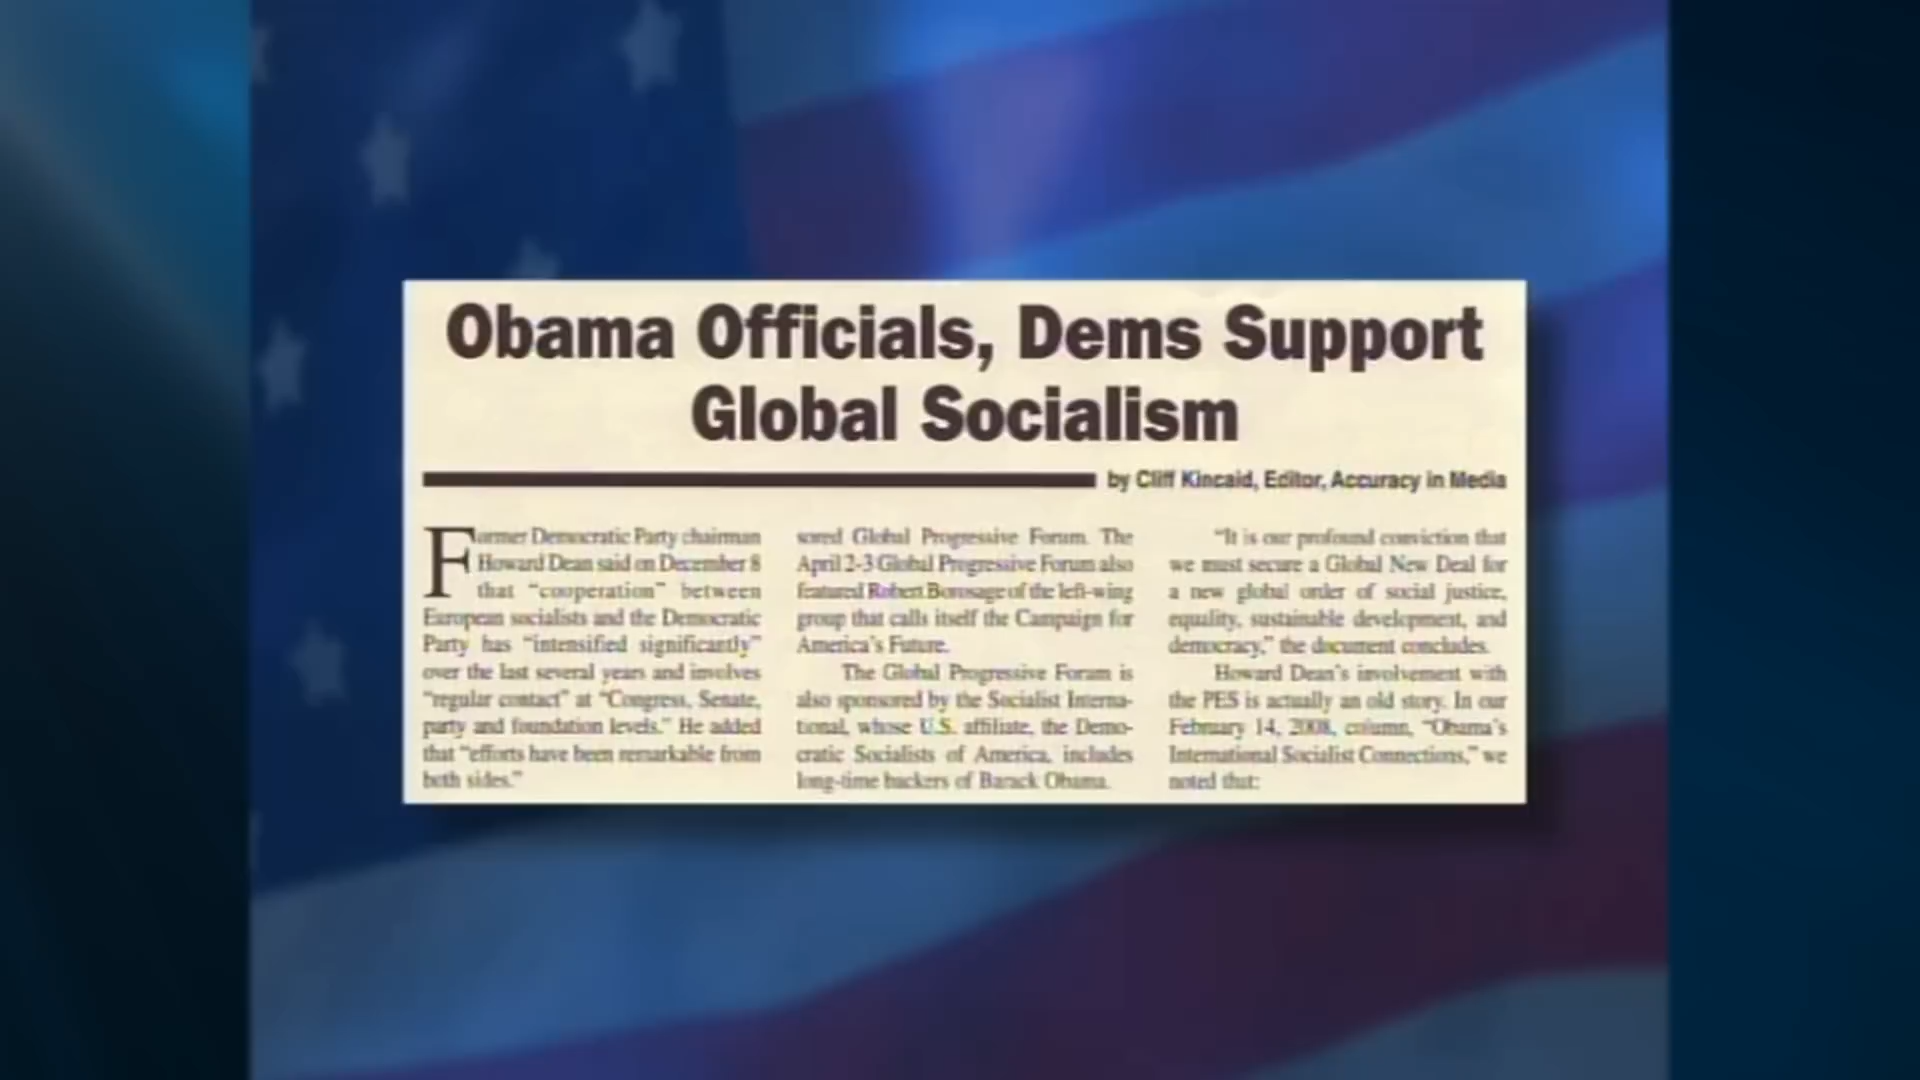 Obama Officials, Dems Support
Global Socialism
by Cliff Kincaid, Editor, Accuracy in Media
Former Democratic Party chairman
Howard Dean said on December 8
that "cooperation" between
European socialists and the Democratic
Party has "intensified significantly"
over the last several years and involves
"regular contact" at "Congress, Senate,
party and foundation levels." He added
that "efforts have been remarkable from
both sides."
sored Global Progressive Forum. The
April 2-3 Global Progressive Forum also
featured Robert Borosage of the left-wing
group that calls itself the Campaign for
America's Future.
The Global Progressive Forum is
also sponsored by the Socialist Interna-
tional, whose U.S. affiliate, the Demo-
cratic Socialists of America, includes
long-time backers of Barack Obama.
"It is our profound conviction that
we must secure a Global New Deal for
a new global order of social justice,
equality, sustainable development, and
democracy," the document concludes.
Howard Dean's involvement with
the PES is actually an old story. In our
February 14, 2008, column, "Obama's
International Socialist Connections," we
noted that: